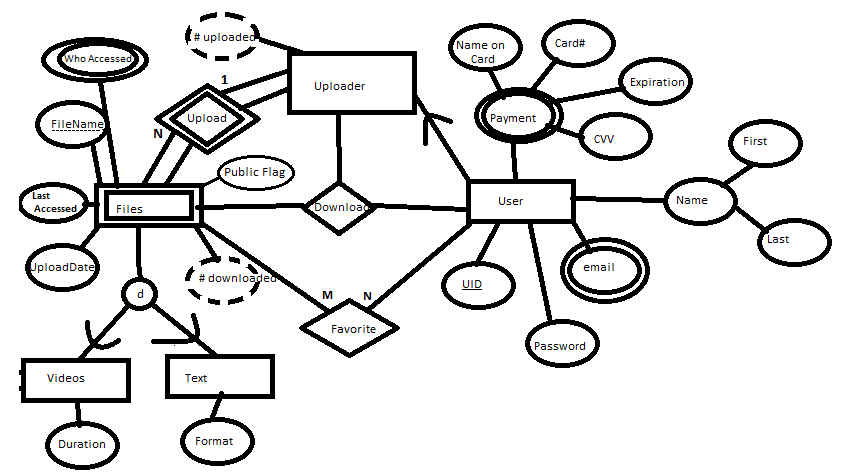 # uploaded
Who Accessed
Uploader
Name on
Card
Card#
Expiration
1
Upload
N
FileName
Payment
CVV
First
Public Flag
Last
Accessed
Files
Download
User
Name
Last
UploadDate
# downloaded
UID
email
d
M
N
Favorite
Password
Videos
Text
Duration
Format